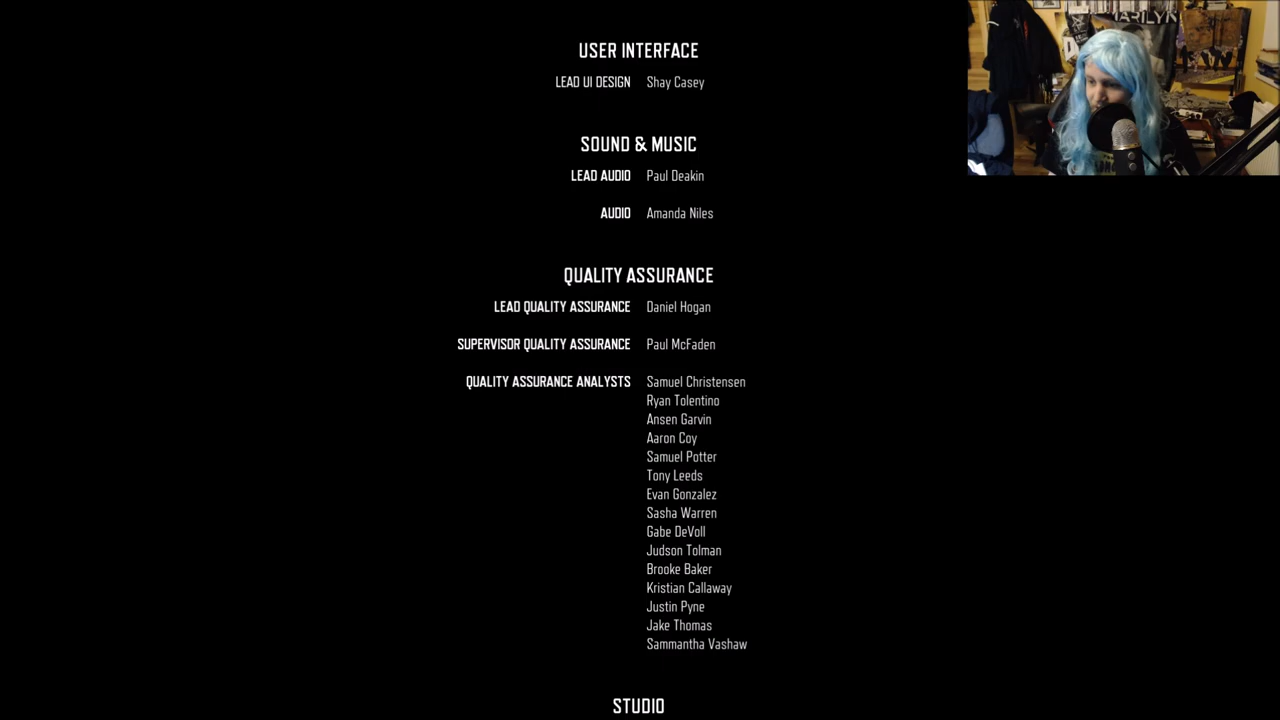 MARILYN
USER INTERFACE
LEAD UI DESIGN Shay Casey
SOUND & MUSIC
LEAD AUDIO Paul Deakin
AUDIO Amanda Niles
QUALITY ASSURANCE
LEAD QUALITY ASSURANCE Daniel Hogan
SUPERVISOR QUALITY ASSURANCE Paul McFaden
QUALITY ASSURANCE ANALYSTS Samuel Christensen
Ryan Tolentino
Ansen Garvin
Aaron Coy
Samuel Potter
Tony Leeds
Evan Gonzalez
Sasha Warren
Gabe DeVoll
Judson Tolman
Brooke Baker
Kristian Callaway
Justin Pyne
Jake Thomas
Sammantha Vashaw
STUDIO